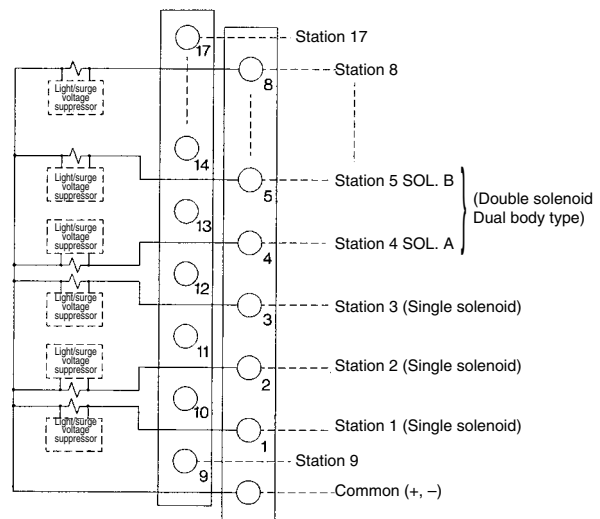 17
Station 17
8
Station 8
Light/surge
voltage
suppressor
14
5
Station 5 SOL. B
Light/surge
voltage
suppressor
(Double solenoid
Dual body type)
13
4
Station 4 SOL. A
Light/surge
voltage
suppressor
12
3
Station 3 (Single solenoid)
Light/surge
voltage
suppressor
11
2
Station 2 (Single solenoid)
Light/surge
voltage
suppressor
10
1
Station 1 (Single solenoid)
Light/surge
voltage
suppressor
9
Station 9
Common (+, –)